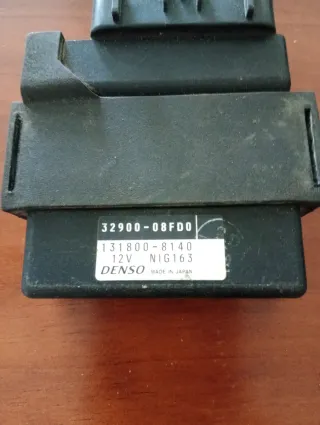 32900-08FD0
131800-8140
12V NIG163
DENSO MADE IN JAPAN